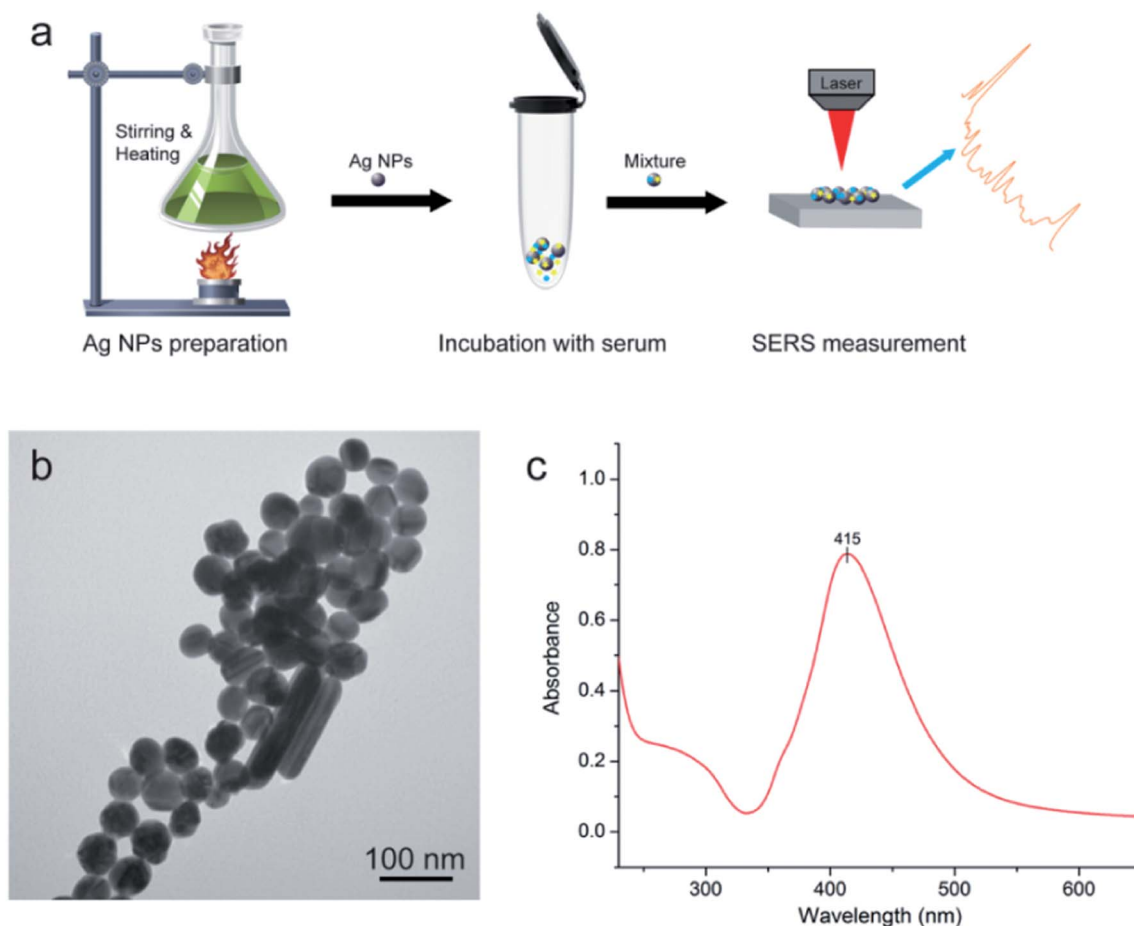 a
Stirring &
Heating
Ag NPs
Mixture
Laser
Ag NPs preparation
Incubation with serum
SERS measurement
b
100 nm
c
1.0
0.8
0.6
0.4
0.2
0.0
Absorbance
415
300
400
500
600
Wavelength (nm)